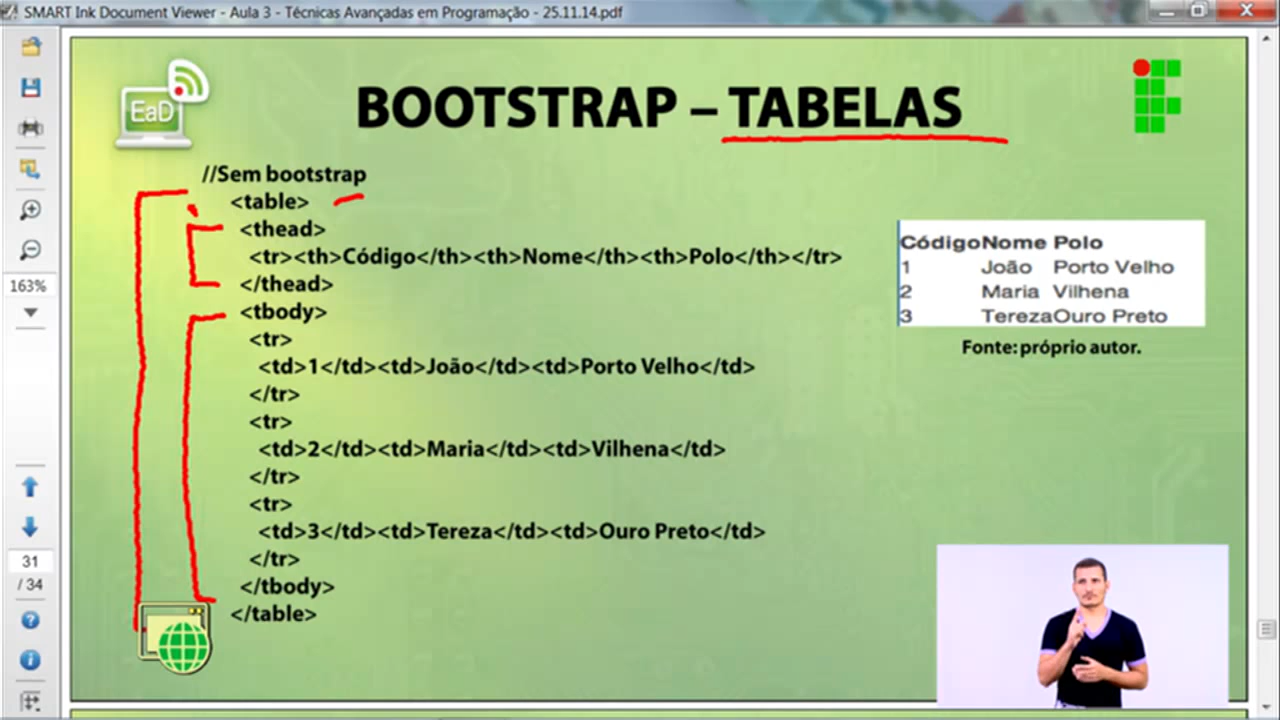 SMART Ink Document Viewer - Aula 3 - Técnicas Avançadas em Programação - 25.11.14.pdf
EaD
BOOTSTRAP – TABELAS
//Sem bootstrap
<table>
<thead>
<tr><th>Código</th><th>Nome</th><th>Polo</th></tr>
</thead>
<tbody>
<tr>
<td>1</td><td>João</td><td>Porto Velho</td>
</tr>
<tr>
<td>2</td><td>Maria</td><td>Vilhena</td>
</tr>
<tr>
<td>3</td><td>Tereza</td><td>Ouro Preto</td>
</tr>
</tbody>
</table>
CódigoNome Polo
1 João Porto Velho
2 Maria Vilhena
3 TerezaOuro Preto
Fonte: próprio autor.
163%
31
/ 34